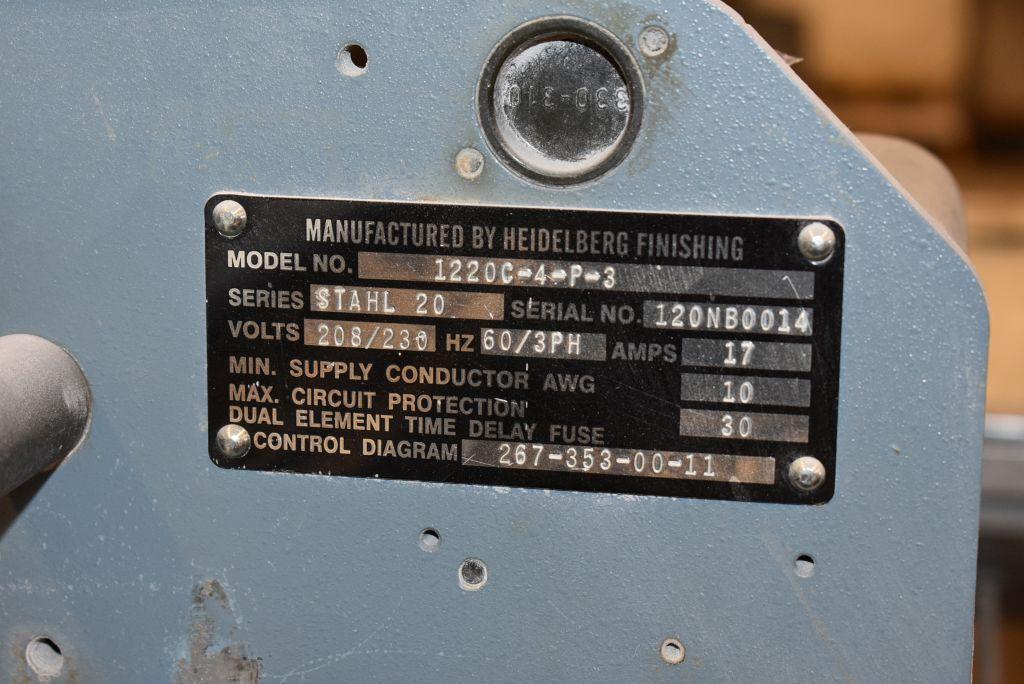 330-310
MANUFACTURED BY HEIDELBERG FINISHING
MODEL NO. 1220C-4-P-3
SERIES STAHL 20 SERIAL NO. 120NB0014
VOLTS 208/230 HZ 60/3PH AMPS 17
MIN. SUPPLY CONDUCTOR AWG 10
MAX. CIRCUIT PROTECTION
DUAL ELEMENT TIME DELAY FUSE 30
CONTROL DIAGRAM 267-353-00-11